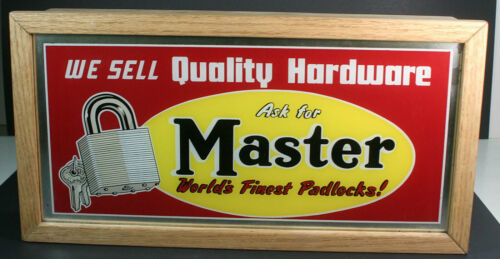 WE SELL Quality Hardware
Ask for
Master
World's Finest Padlocks!